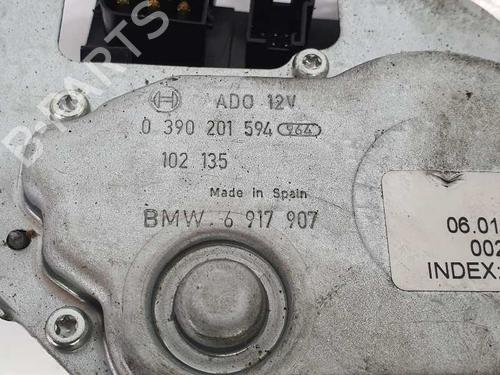 ADO 12V
0 390 201 594 964
102 135
Made in Spain
BMW. 6 917 907
06.01
002
INDEX:
B-PARTS